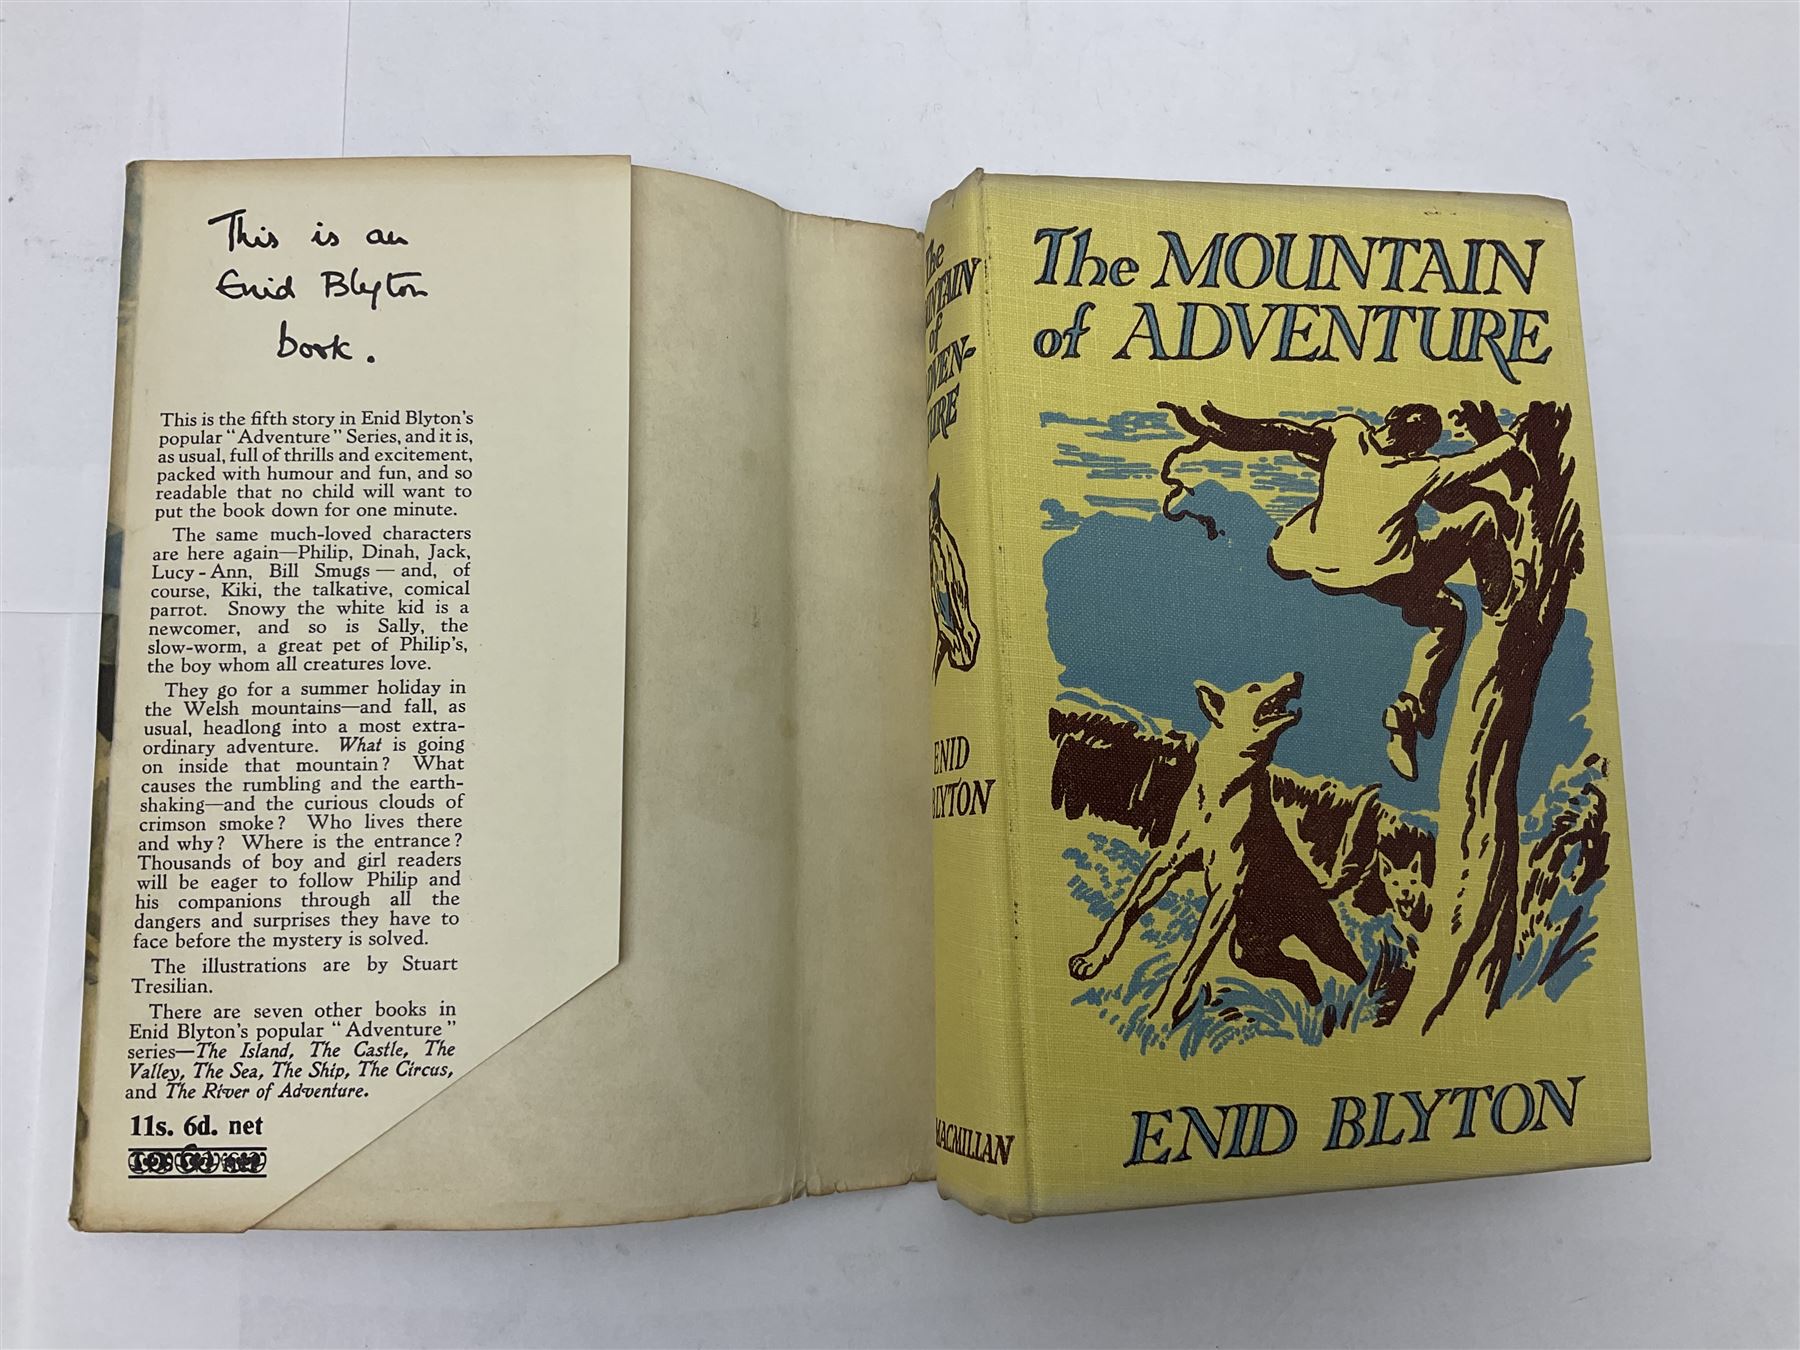 This is an
Enid Blyton
book.
This is the fifth story in Enid Blyton's
popular "Adventure" Series, and it is,
as usual, full of thrills and excitement,
packed with humour and fun, and so
readable that no child will want to
put the book down for one minute.
The same much-loved characters
are here again—Philip, Dinah, Jack,
Lucy-Ann, Bill Smugs—and, of
course, Kiki, the talkative, comical
parrot. Snowy the white kid is a
newcomer, and so is Sally, the
slow-worm, a great pet of Philip's,
the boy whom all creatures love.
They go for a summer holiday in
the Welsh mountains—and fall, as
usual, headlong into a most extra-
ordinary adventure. What is going
on inside that mountain? What
causes the rumbling and the earth-
shaking—and the curious clouds of
crimson smoke? Who lives there
and why? Where is the entrance?
Thousands of boy and girl readers
will be eager to follow Philip and
his companions through all the
dangers and surprises they have to
face before the mystery is solved.
The illustrations are by Stuart
Tresilian.
There are seven other books in
Enid Blyton's popular "Adventure"
series—The Island, The Castle, The
Valley, The Sea, The Ship, The Circus,
and The River of Adventure.
11s. 6d. net
The
UNTAIN
of
DVEN-
TURE
ENID
BLYTON
MACMILLAN
The MOUNTAIN
of ADVENTURE
ENID BLYTON